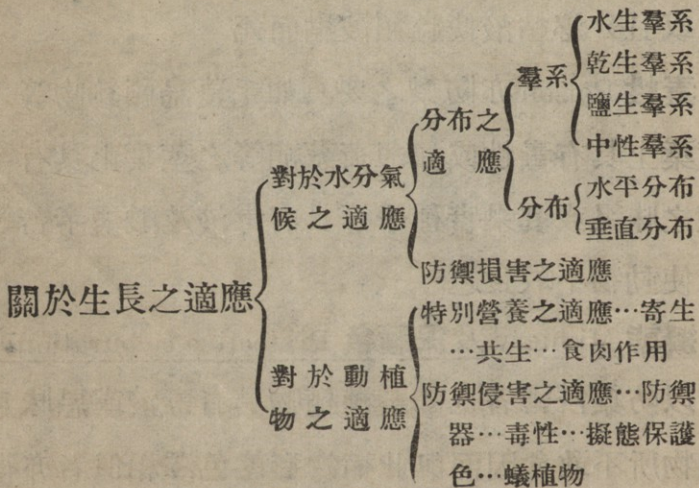 關於生長之適應
對於水分氣
候之適應
分布之
適應
羣系
水生羣系
乾生羣系
鹽生羣系
中性羣系
分布
水平分布
垂直分布
防禦損害之適應
對於動植
物之適應
特別營養之適應…寄生
…共生…食肉作用
防禦侵害之適應…防禦
器…毒性…擬態保護
色…蟻植物